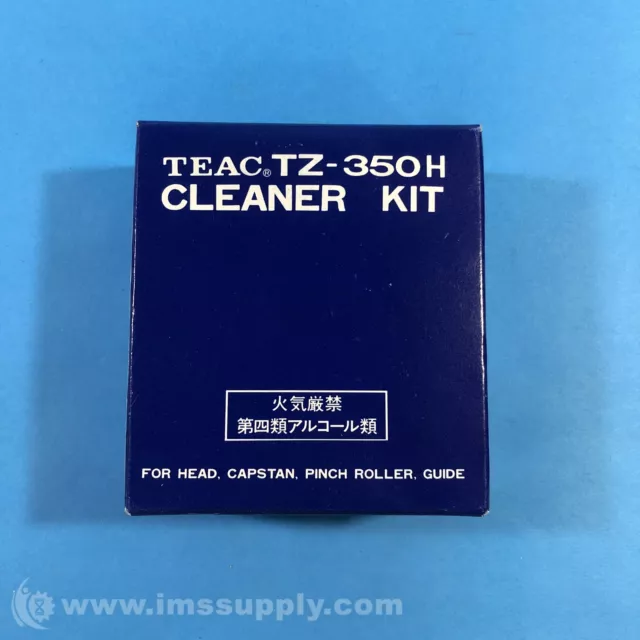 TEAC® TZ-350H
CLEANER KIT
火気厳禁
第四類アルコール類
FOR HEAD, CAPSTAN, PINCH ROLLER, GUIDE
www.imssupply.com